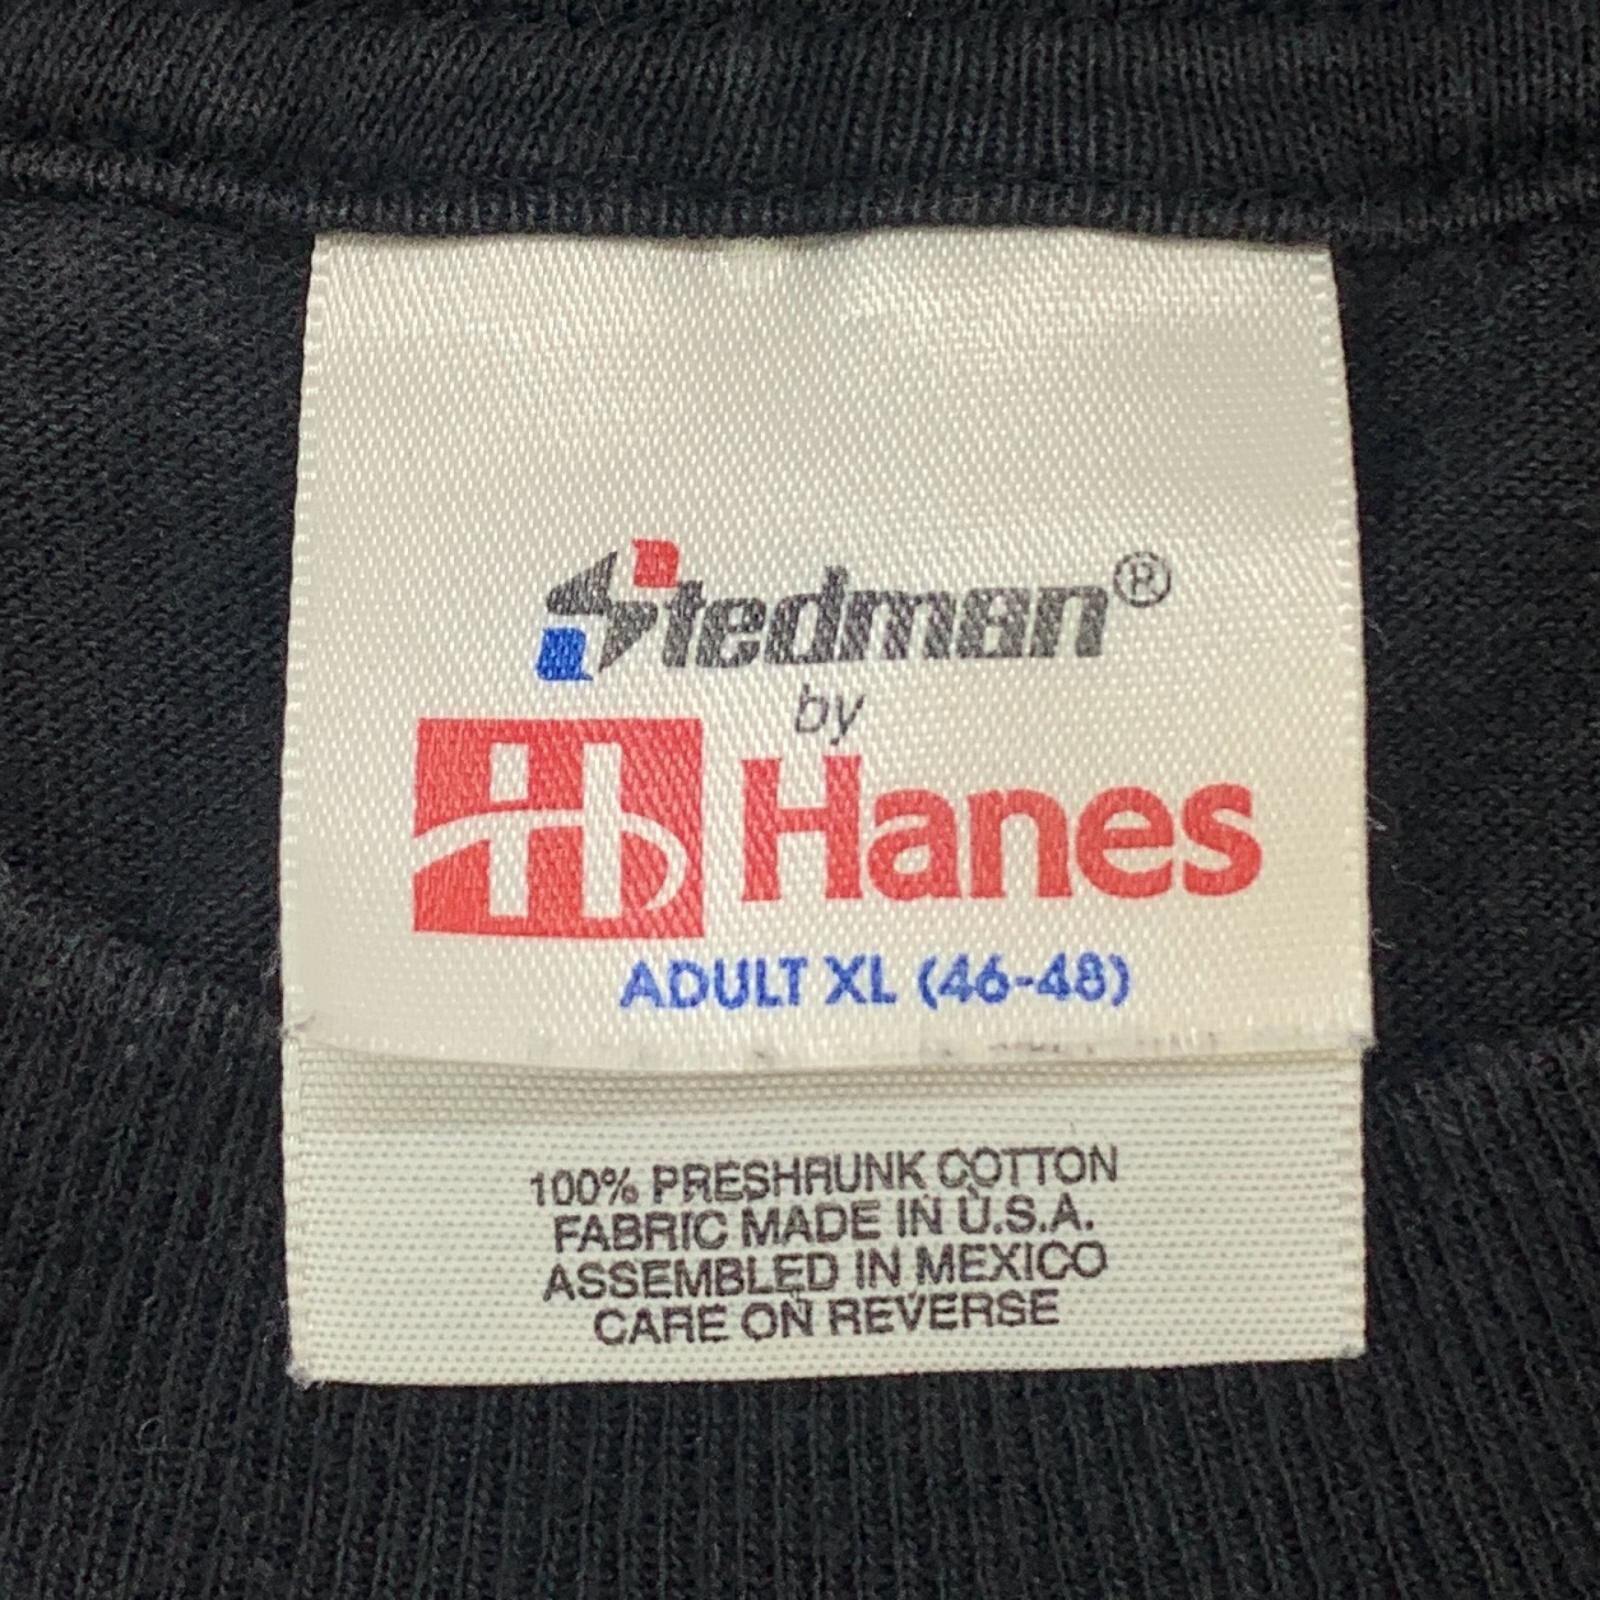 Stedman®
by
Hanes
ADULT XL (46-48)
100% PRESHRUNK COTTON
FABRIC MADE IN U.S.A.
ASSEMBLED IN MEXICO
CARE ON REVERSE